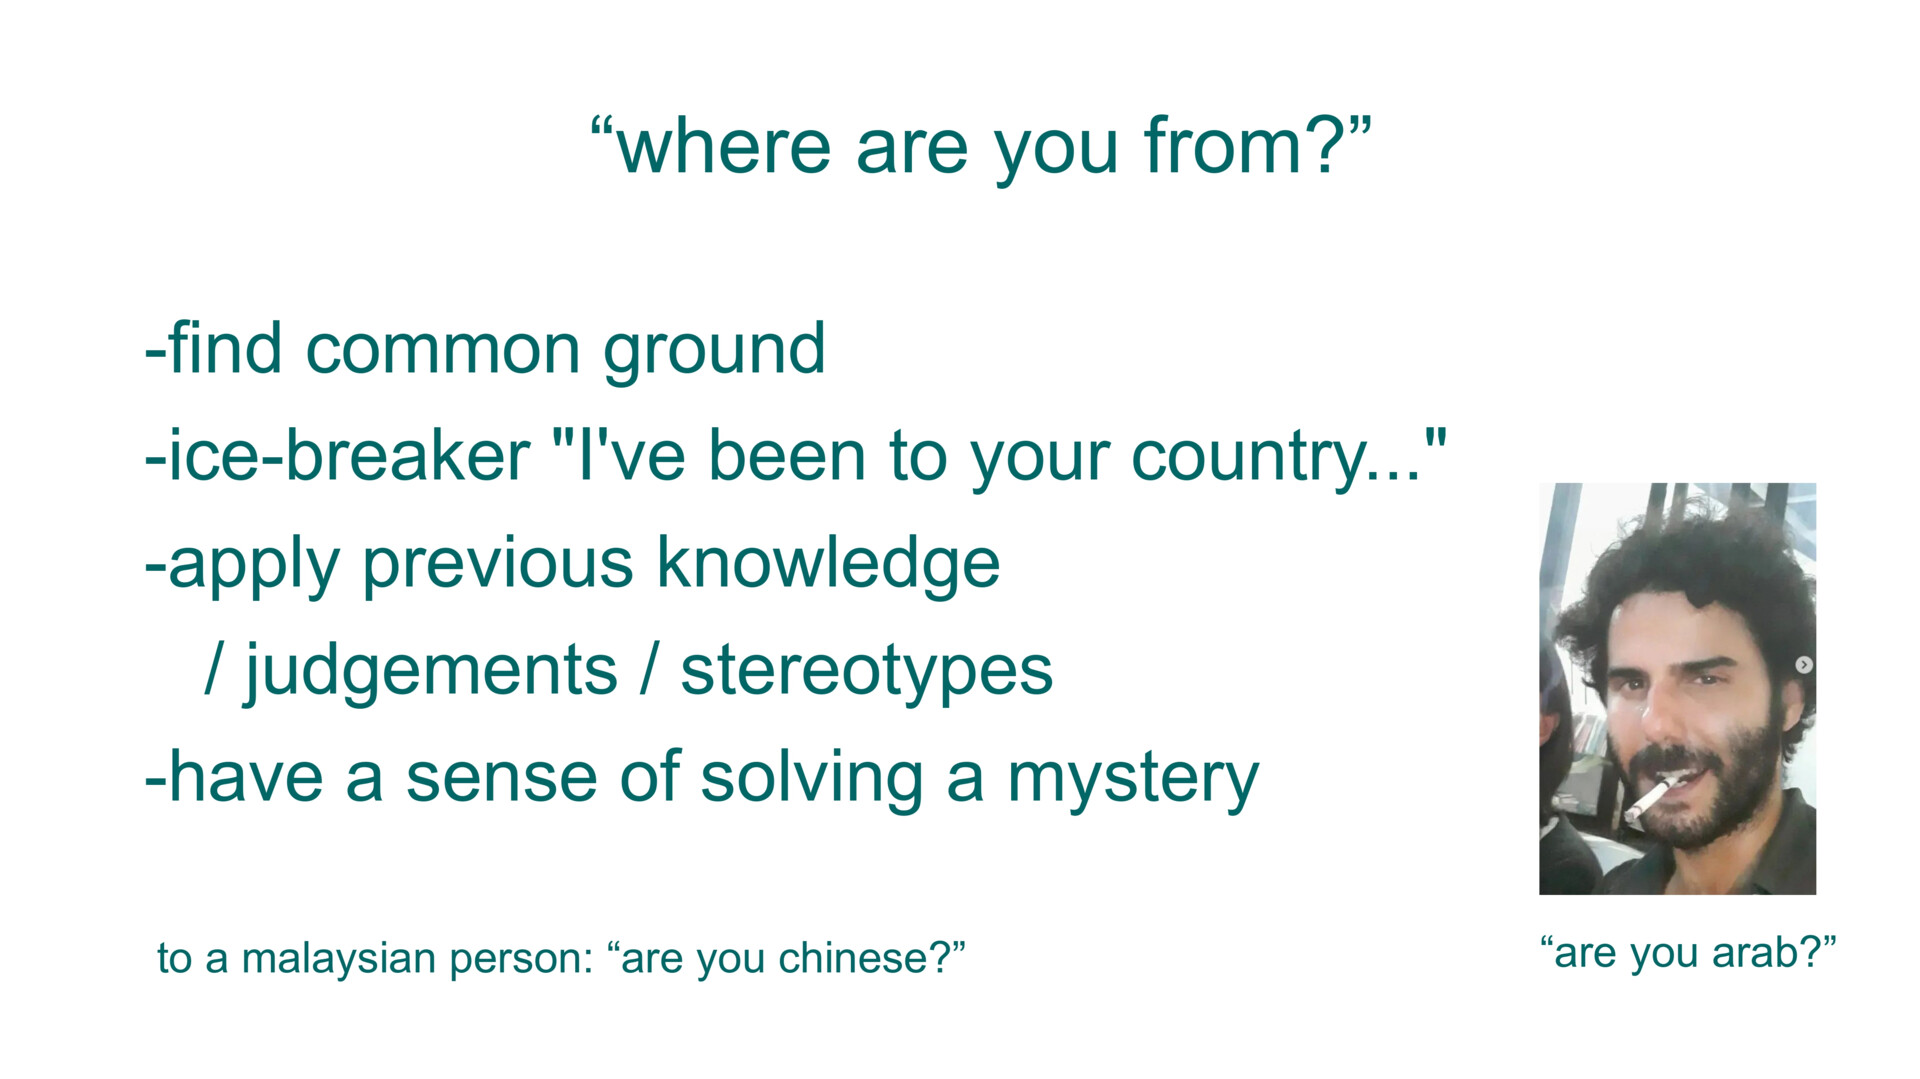 “where are you from?”
-find common ground
-ice-breaker "I've been to your country..."
-apply previous knowledge
/ judgements / stereotypes
-have a sense of solving a mystery
to a malaysian person: “are you chinese?”
“are you arab?”